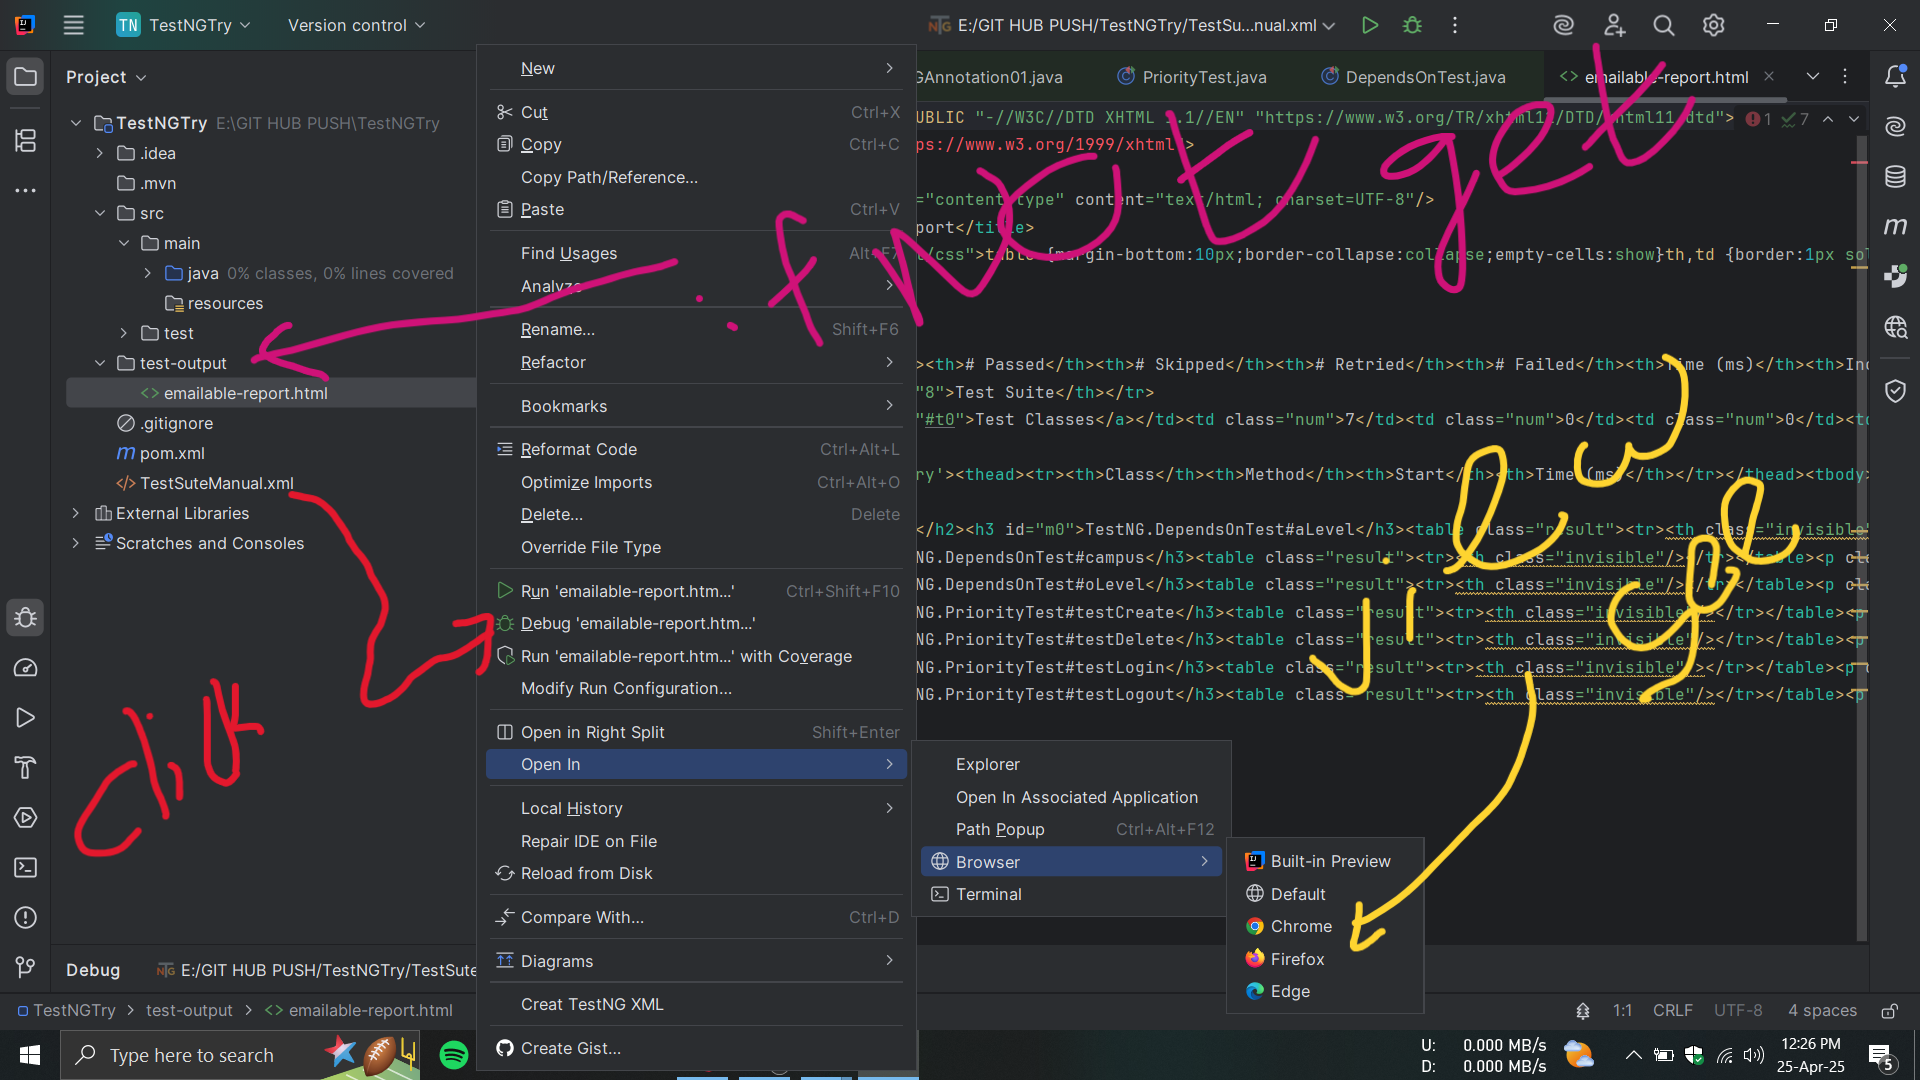 TN TestNGTry Version control
E:/GIT HUB PUSH/TestNGTry/TestSu...nual.xml
Project
TestNGTry E:\GIT HUB PUSH\TestNGTry
.idea
.mvn
src
main
java 0% classes, 0% lines covered
resources
test
test-output
emailable-report.html
.gitignore
pom.xml
TestSuteManual.xml
External Libraries
Scratches and Consoles
click
New
Cut Ctrl+X
Copy Ctrl+C
Copy Path/Reference...
Paste Ctrl+V
Find Usages Alt+F7
Analyze
Rename... Shift+F6
Refactor
Bookmarks
Reformat Code Ctrl+Alt+L
Optimize Imports Ctrl+Alt+O
Delete... Delete
Override File Type
Run 'emailable-report.htm...' Ctrl+Shift+F10
Debug 'emailable-report.htm...'
Run 'emailable-report.htm...' with Coverage
Modify Run Configuration...
Open in Right Split Shift+Enter
Open In
Local History
Repair IDE on File
Reload from Disk
Compare With... Ctrl+D
Diagrams
Creat TestNG XML
Create Gist...
Explorer
Open In Associated Application
Path Popup Ctrl+Alt+F12
Browser
Terminal
Built-in Preview
Default
Chrome
Firefox
Edge
GAnnotation01.java PriorityTest.java DependsOnTest.java emailable-report.html
UBLIC "-//W3C//DTD XHTML 1.1//EN" "https://www.w3.org/TR/xhtml11/DTD/xhtml11.dtd"> 1 7
ps://www.w3.org/1999/xhtml">
="content-type" content="text/html; charset=UTF-8"/>
port</title>
t/css">table {margin-bottom:10px;border-collapse:collapse;empty-cells:show}th,td {border:1px sol
not get
><th># Passed</th><th># Skipped</th><th># Retried</th><th># Failed</th><th>Time (ms)</th><th>Inc
"8">Test Suite</th></tr>
"#t0">Test Classes</a></td><td class="num">7</td><td class="num">0</td><td class="num">0</td><td
ry'><thead><tr><th>Class</th><th>Method</th><th>Start</th><th>Time (ms)</th></tr></thead><tbody>
</h2><h3 id="m0">TestNG.DependsOnTest#aLevel</h3><table class="result"><tr><th class="invisible"
NG.DependsOnTest#campus</h3><table class="result"><tr><th class="invisible"/></tr></table><p cl
NG.DependsOnTest#oLevel</h3><table class="result"><tr><th class="invisible"/></tr></table><p cl
NG.PriorityTest#testCreate</h3><table class="result"><tr><th class="invisible"/></tr></table><p
NG.PriorityTest#testDelete</h3><table class="result"><tr><th class="invisible"/></tr></table><p
NG.PriorityTest#testLogin</h3><table class="result"><tr><th class="invisible"/></tr></table><p c
NG.PriorityTest#testLogout</h3><table class="result"><tr><th class="invisible"/></tr></table><p
Debug E:/GIT HUB PUSH/TestNGTry/TestSute
TestNGTry > test-output > emailable-report.html
1:1 CRLF UTF-8 4 spaces
Type here to search
U: 0.000 MB/s
D: 0.000 MB/s
12:26 PM
25-Apr-25
5